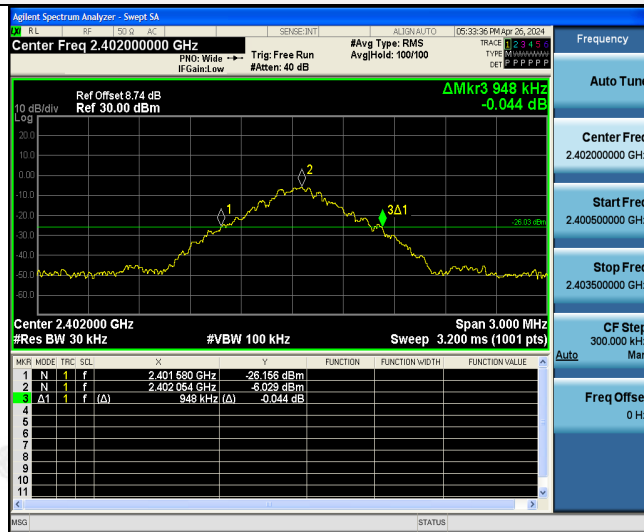 Agilent Spectrum Analyzer - Swept SA
RL RF 50 Ω AC SENSE:INT ALIGN AUTO 05:33:36 PM Apr 26, 2024
Center Freq 2.402000000 GHz
PNO: Wide
IFGain:Low
Trig: Free Run
#Atten: 40 dB
#Avg Type: RMS
Avg|Hold: 100/100
TRACE 1 2 3 4 5 6
TYPE M
DET P P P P P P
Frequency
Auto Tune
Center Freq
2.402000000 GHz
Start Freq
2.400500000 GHz
Stop Freq
2.403500000 GHz
CF Step
300.000 kHz
Auto Man
Freq Offset
0 Hz
ΔMkr3 948 kHz
-0.044 dB
Ref Offset 8.74 dB
10 dB/div Ref 30.00 dBm
Log
20.0
10.0
0.00
-10.0
-20.0
-30.0
-40.0
-50.0
-60.0
1
2
3Δ1
-26.03 dBm
Center 2.402000 GHz Span 3.000 MHz
#Res BW 30 kHz #VBW 100 kHz Sweep 3.200 ms (1001 pts)
MKR MODE TRC SCL X Y FUNCTION FUNCTION WIDTH FUNCTION VALUE
1 N 1 f 2.401 580 GHz -26.156 dBm
2 N 1 f 2.402 054 GHz -6.029 dBm
3 Δ1 1 f (Δ) 948 kHz (Δ) -0.044 dB
4
5
6
7
8
9
10
11
MSG STATUS